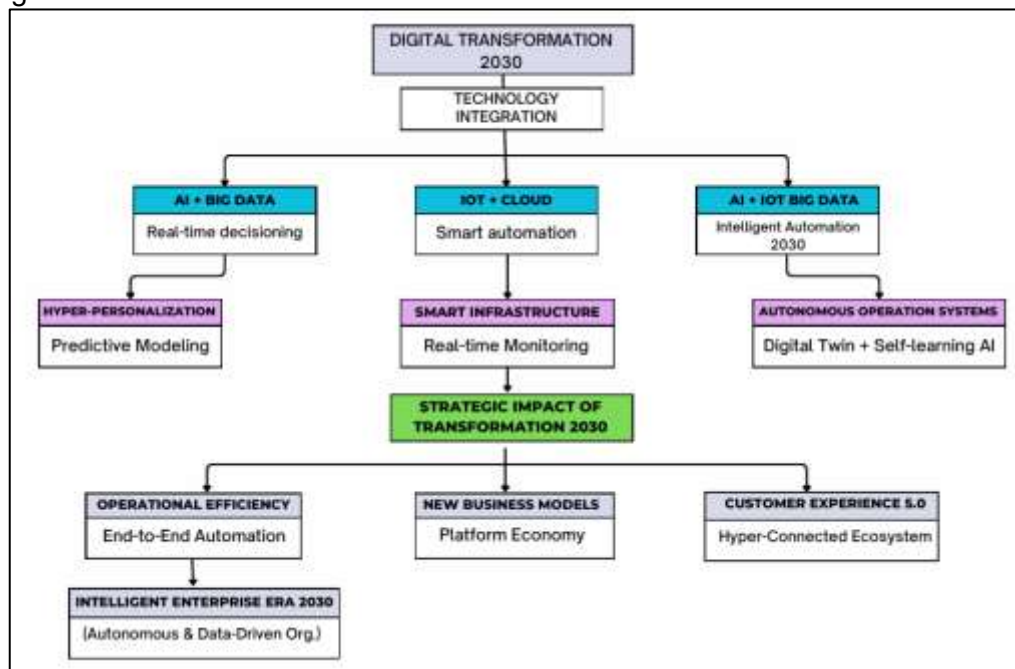 g
DIGITAL TRANSFORMATION
2030
TECHNOLOGY
INTEGRATION
AI + BIG DATA
Real-time decisioning
IOT + CLOUD
Smart automation
AI + IOT BIG DATA
Intelligent Automation
2030
HYPER-PERSONALIZATION
Predictive Modeling
SMART INFRASTRUCTURE
Real-time Monitoring
AUTONOMOUS OPERATION SYSTEMS
Digital Twin + Self-learning AI
STRATEGIC IMPACT OF
TRANSFORMATION 2030
OPERATIONAL EFFICIENCY
End-to-End Automation
NEW BUSINESS MODELS
Platform Economy
CUSTOMER EXPERIENCE 5.0
Hyper-Connected Ecosystem
INTELLIGENT ENTERPRISE ERA 2030
(Autonomous & Data-Driven Org.)